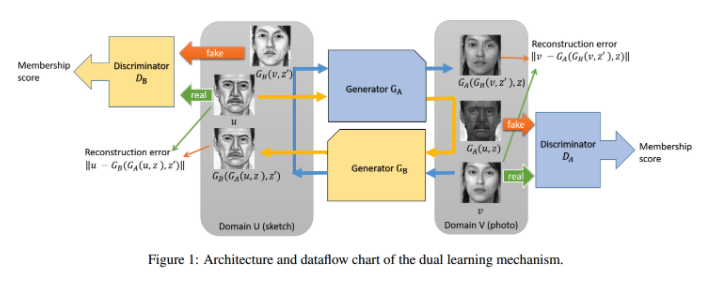 Membership
score
Discriminator
D_B
fake
real
G_B(v, z')
u
G_B(G_A(u, z), z')
Reconstruction error
‖u − G_B(G_A(u, z), z')‖
Domain U (sketch)
Generator G_A
Generator G_B
G_A(G_B(v, z'), z)
G_A(u, z)
v
Domain V (photo)
Reconstruction error
‖v − G_A(G_B(v, z'), z)‖
fake
real
Discriminator
D_A
Membership
score
Figure 1: Architecture and dataflow chart of the dual learning mechanism.